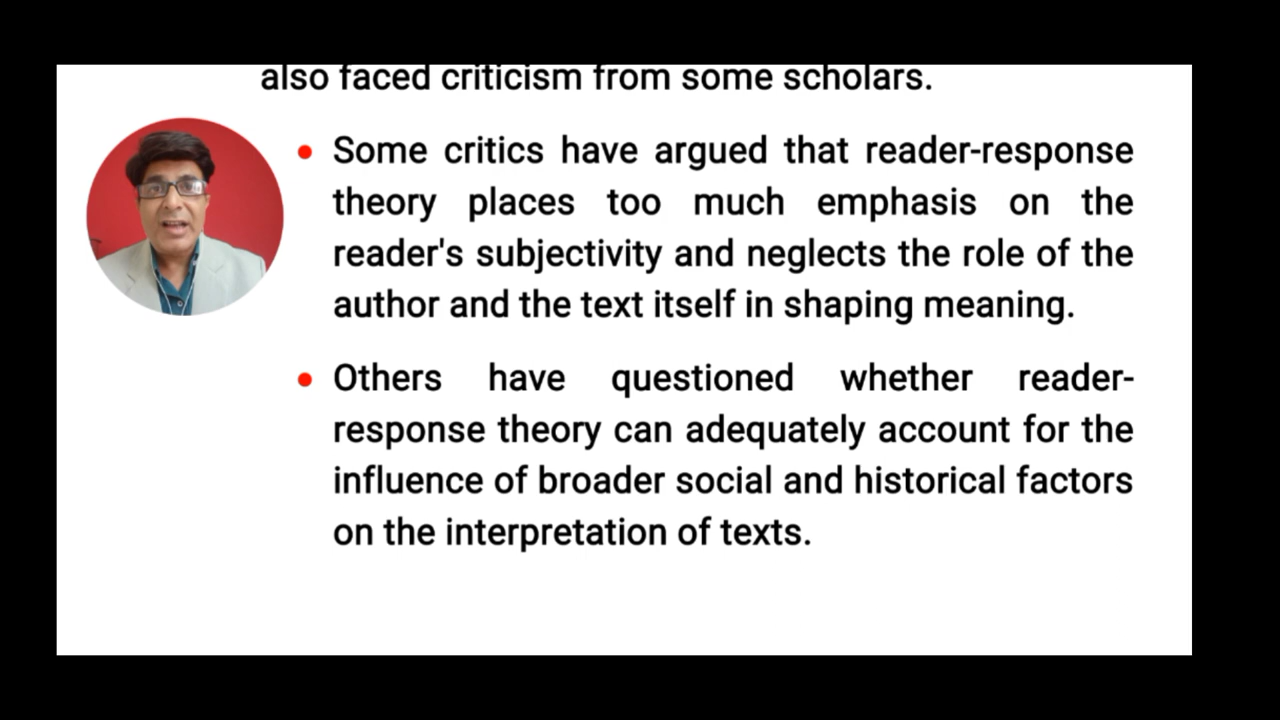 also faced criticism from some scholars.
Some critics have argued that reader-response
theory places too much emphasis on the
reader's subjectivity and neglects the role of the
author and the text itself in shaping meaning.
Others have questioned whether reader-
response theory can adequately account for the
influence of broader social and historical factors
on the interpretation of texts.